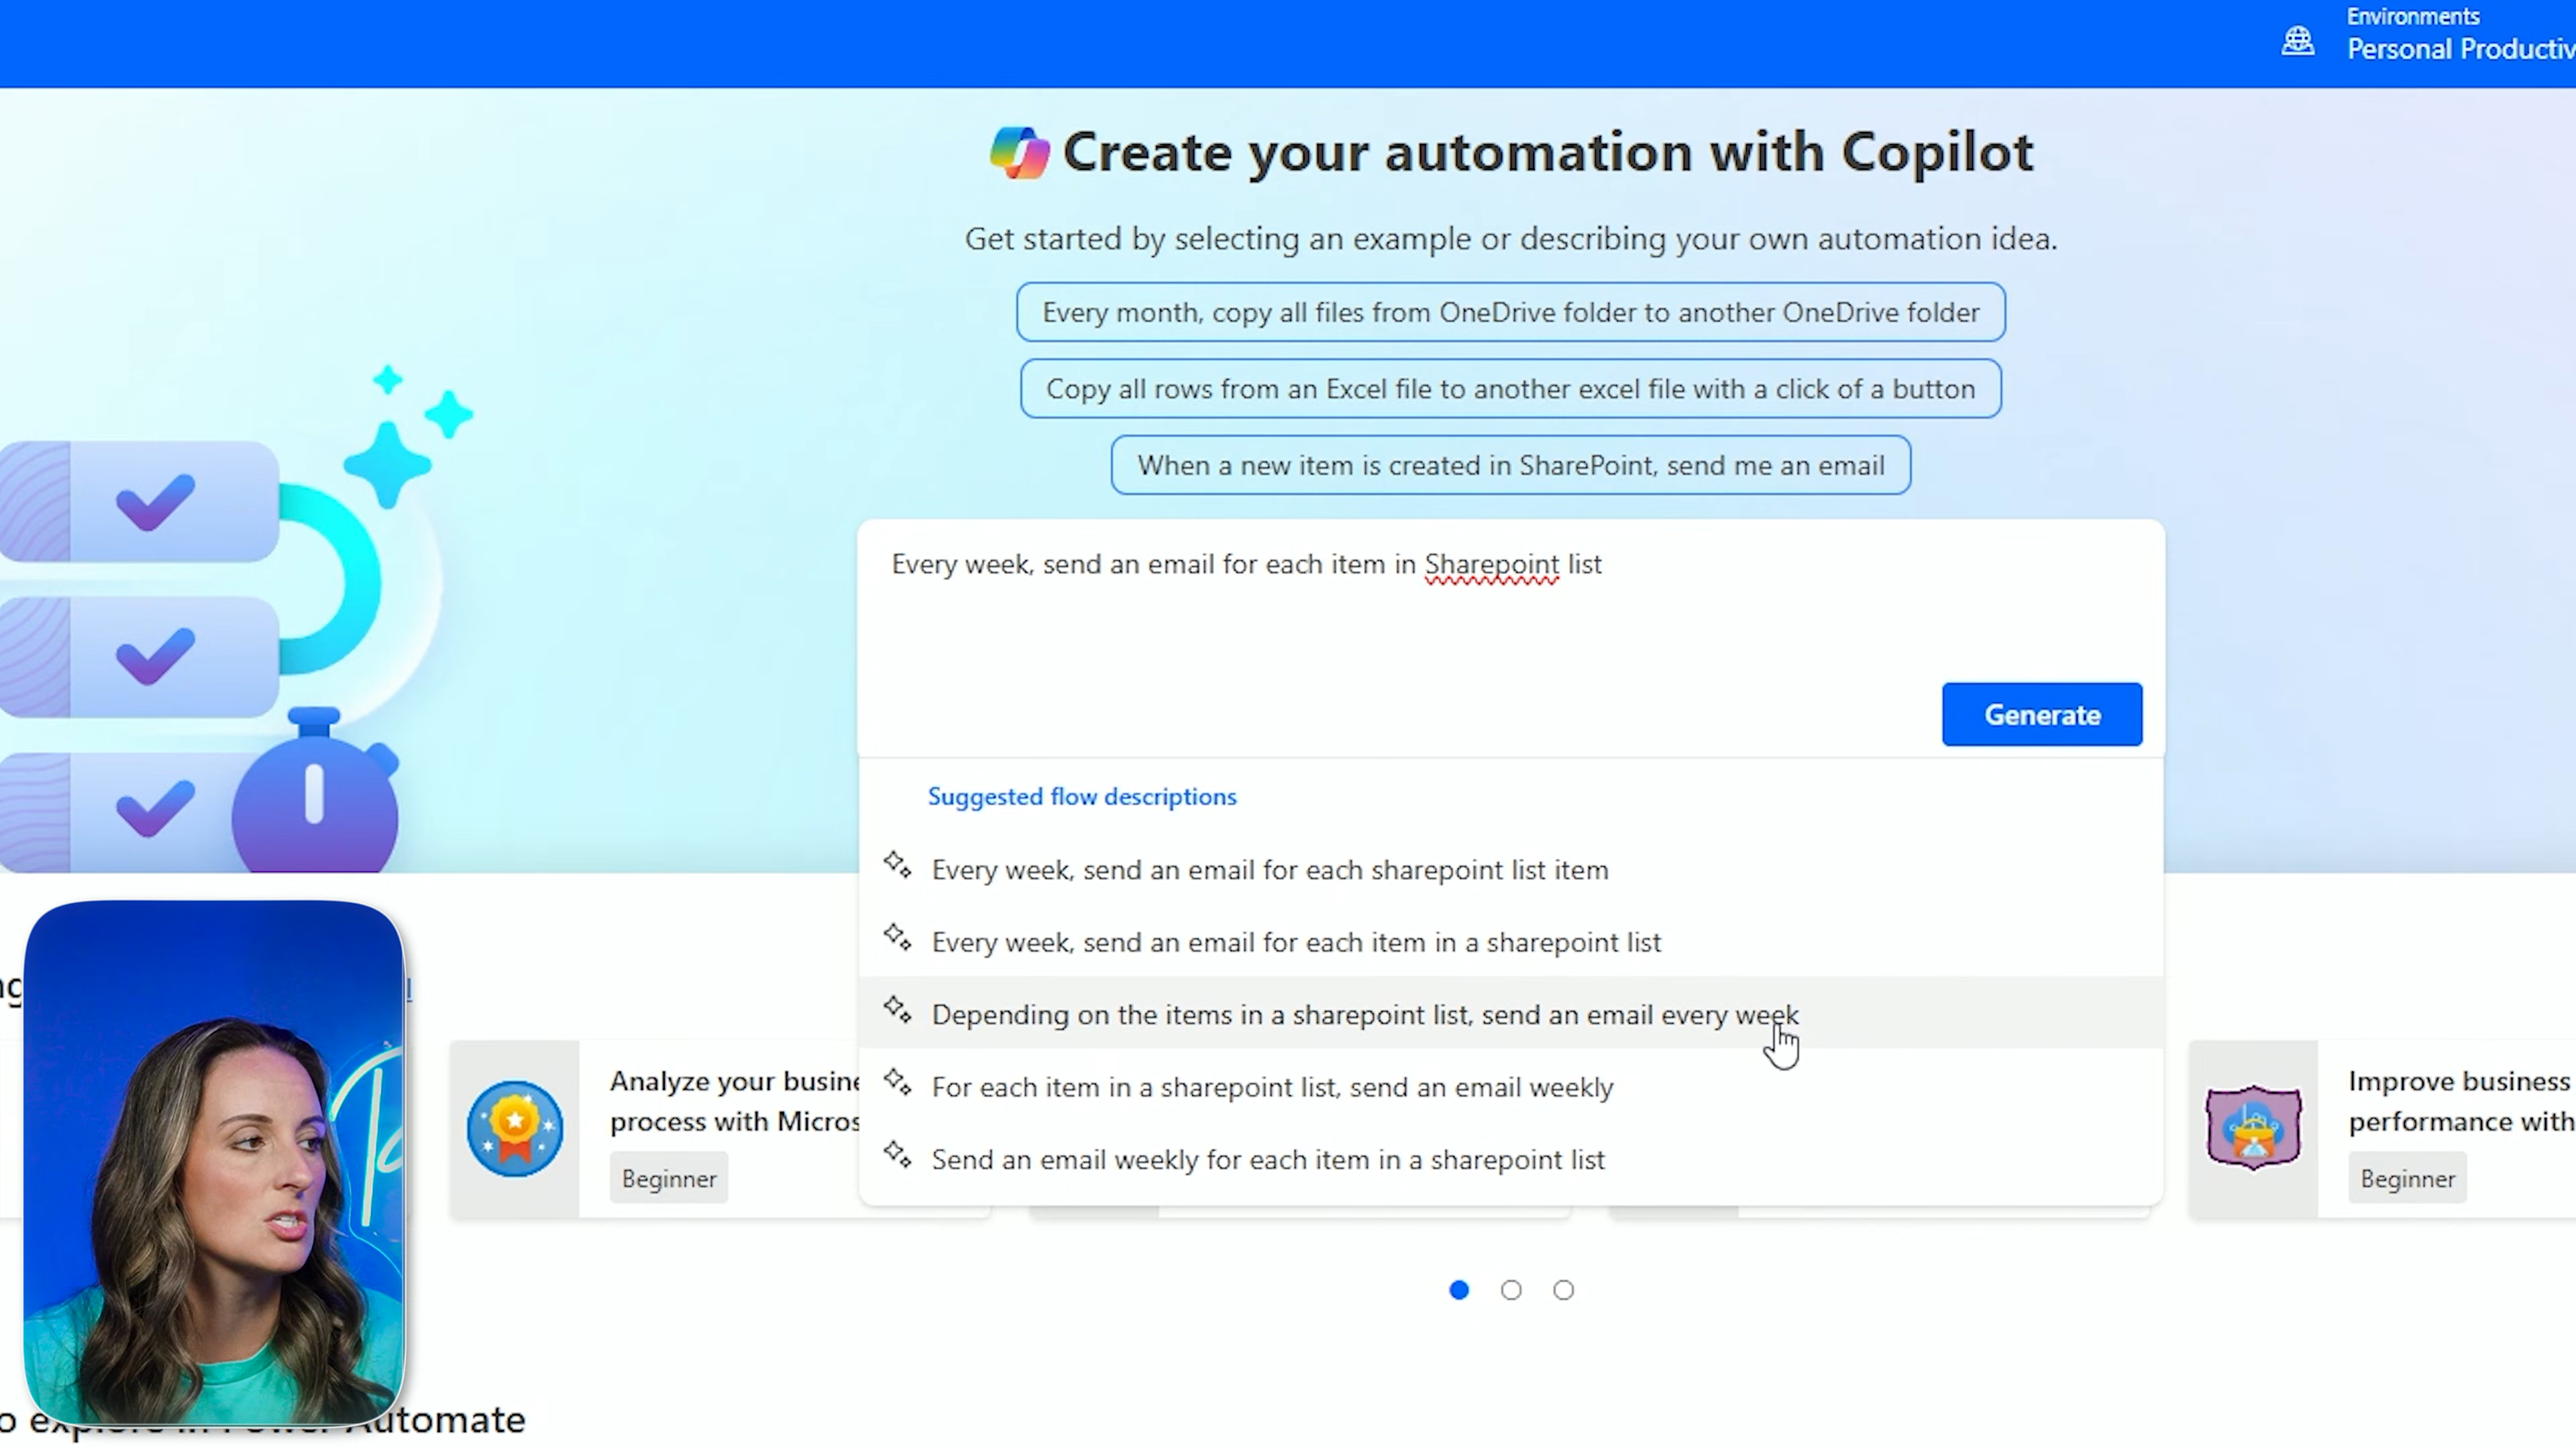 Environments
Personal Productiv
Create your automation with Copilot
Get started by selecting an example or describing your own automation idea.
Every month, copy all files from OneDrive folder to another OneDrive folder
Copy all rows from an Excel file to another excel file with a click of a button
When a new item is created in SharePoint, send me an email
Every week, send an email for each item in Sharepoint list
Generate
Suggested flow descriptions
Every week, send an email for each sharepoint list item
Every week, send an email for each item in a sharepoint list
Depending on the items in a sharepoint list, send an email every week
For each item in a sharepoint list, send an email weekly
Send an email weekly for each item in a sharepoint list
Analyze your busine
process with Micros
Beginner
Improve business
performance with
Beginner
o explore in Power Automate